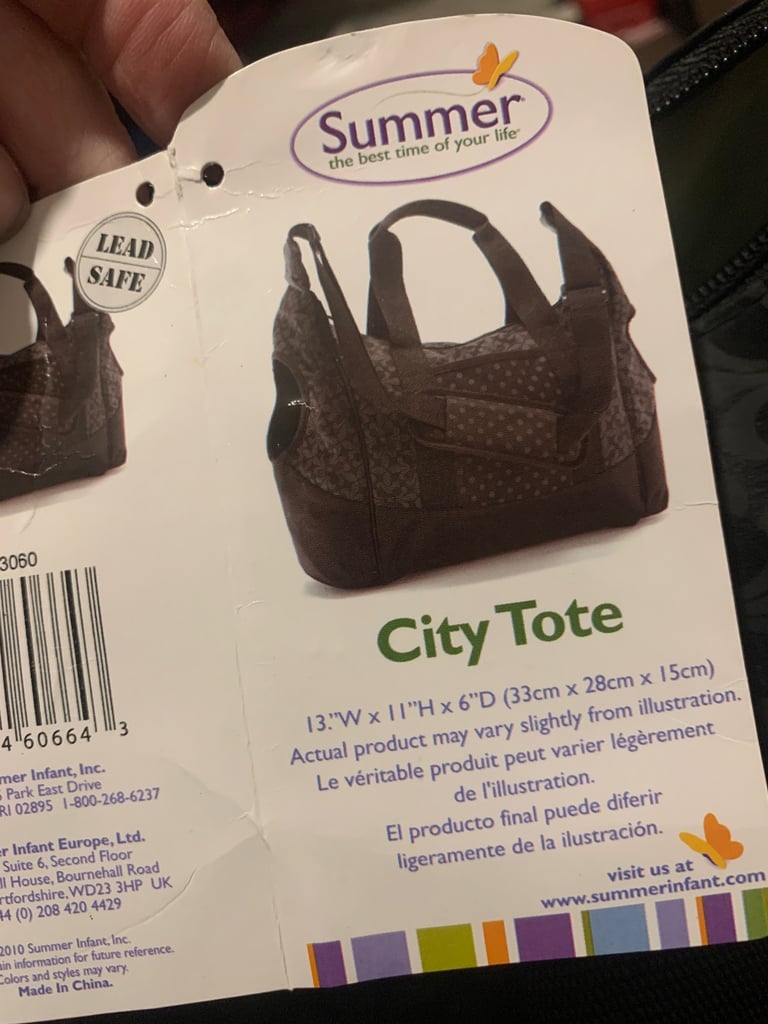 Summer
the best time of your life
LEAD
SAFE
City Tote
13."W x 11"H x 6"D (33cm x 28cm x 15cm)
Actual product may vary slightly from illustration.
Le véritable produit peut varier légèrement
de l'illustration.
El producto final puede diferir
ligeramente de la ilustración.
visit us at
www.summerinfant.com
3060
4 60664 3
mer Infant, Inc.
Park East Drive
RI 02895 1-800-268-6237
r Infant Europe, Ltd.
Suite 6, Second Floor
ll House, Bournehall Road
rtfordshire, WD23 3HP UK
44 (0) 208 420 4429
2010 Summer Infant, Inc.
ain information for future reference.
Colors and styles may vary.
Made In China.